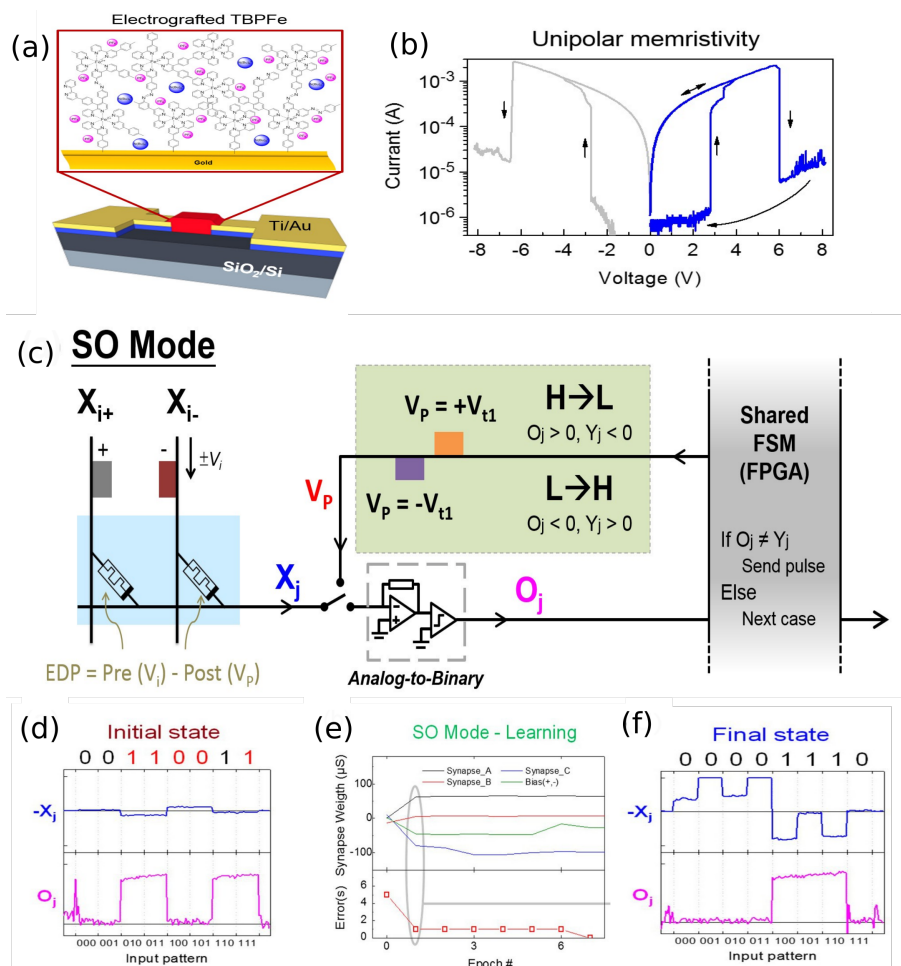 Electrografted TBPFe
(a)
Gold
Ti/Au
SiO2/Si
(b)
Unipolar memristivity
Currant (A)
10⁻³
10⁻⁴
10⁻⁵
10⁻⁶
-8 -6 -4 -2 0 2 4 6 8
Voltage (V)
(c) SO Mode
Xi+ Xi-
+ -
±Vi
VP = +Vt1
H→L
Oj > 0, Yj < 0
VP
VP = -Vt1
L→H
Oj < 0, Yj > 0
Shared
FSM
(FPGA)
If Oj ≠ Yj
Send pulse
Else
Next case
Xj
Oj
EDP = Pre (Vi) - Post (VP)
Analog-to-Binary
(d)
Initial state
0 0 1 1 0 0 1 1
-Xj
Oj
000 001 010 011 100 101 110 111
Input pattern
(e)
SO Mode - Learning
Synapse Weigth (µS)
Synapse_A Synapse_C
Synapse_B Bias(+,-)
100
0
-100
Error(s)
8
6
4
2
0
0 3 6
Epoch #
(f)
Final state
0 0 0 0 1 1 1 0
-Xj
Oj
000 001 010 011 100 101 110 111
Input pattern